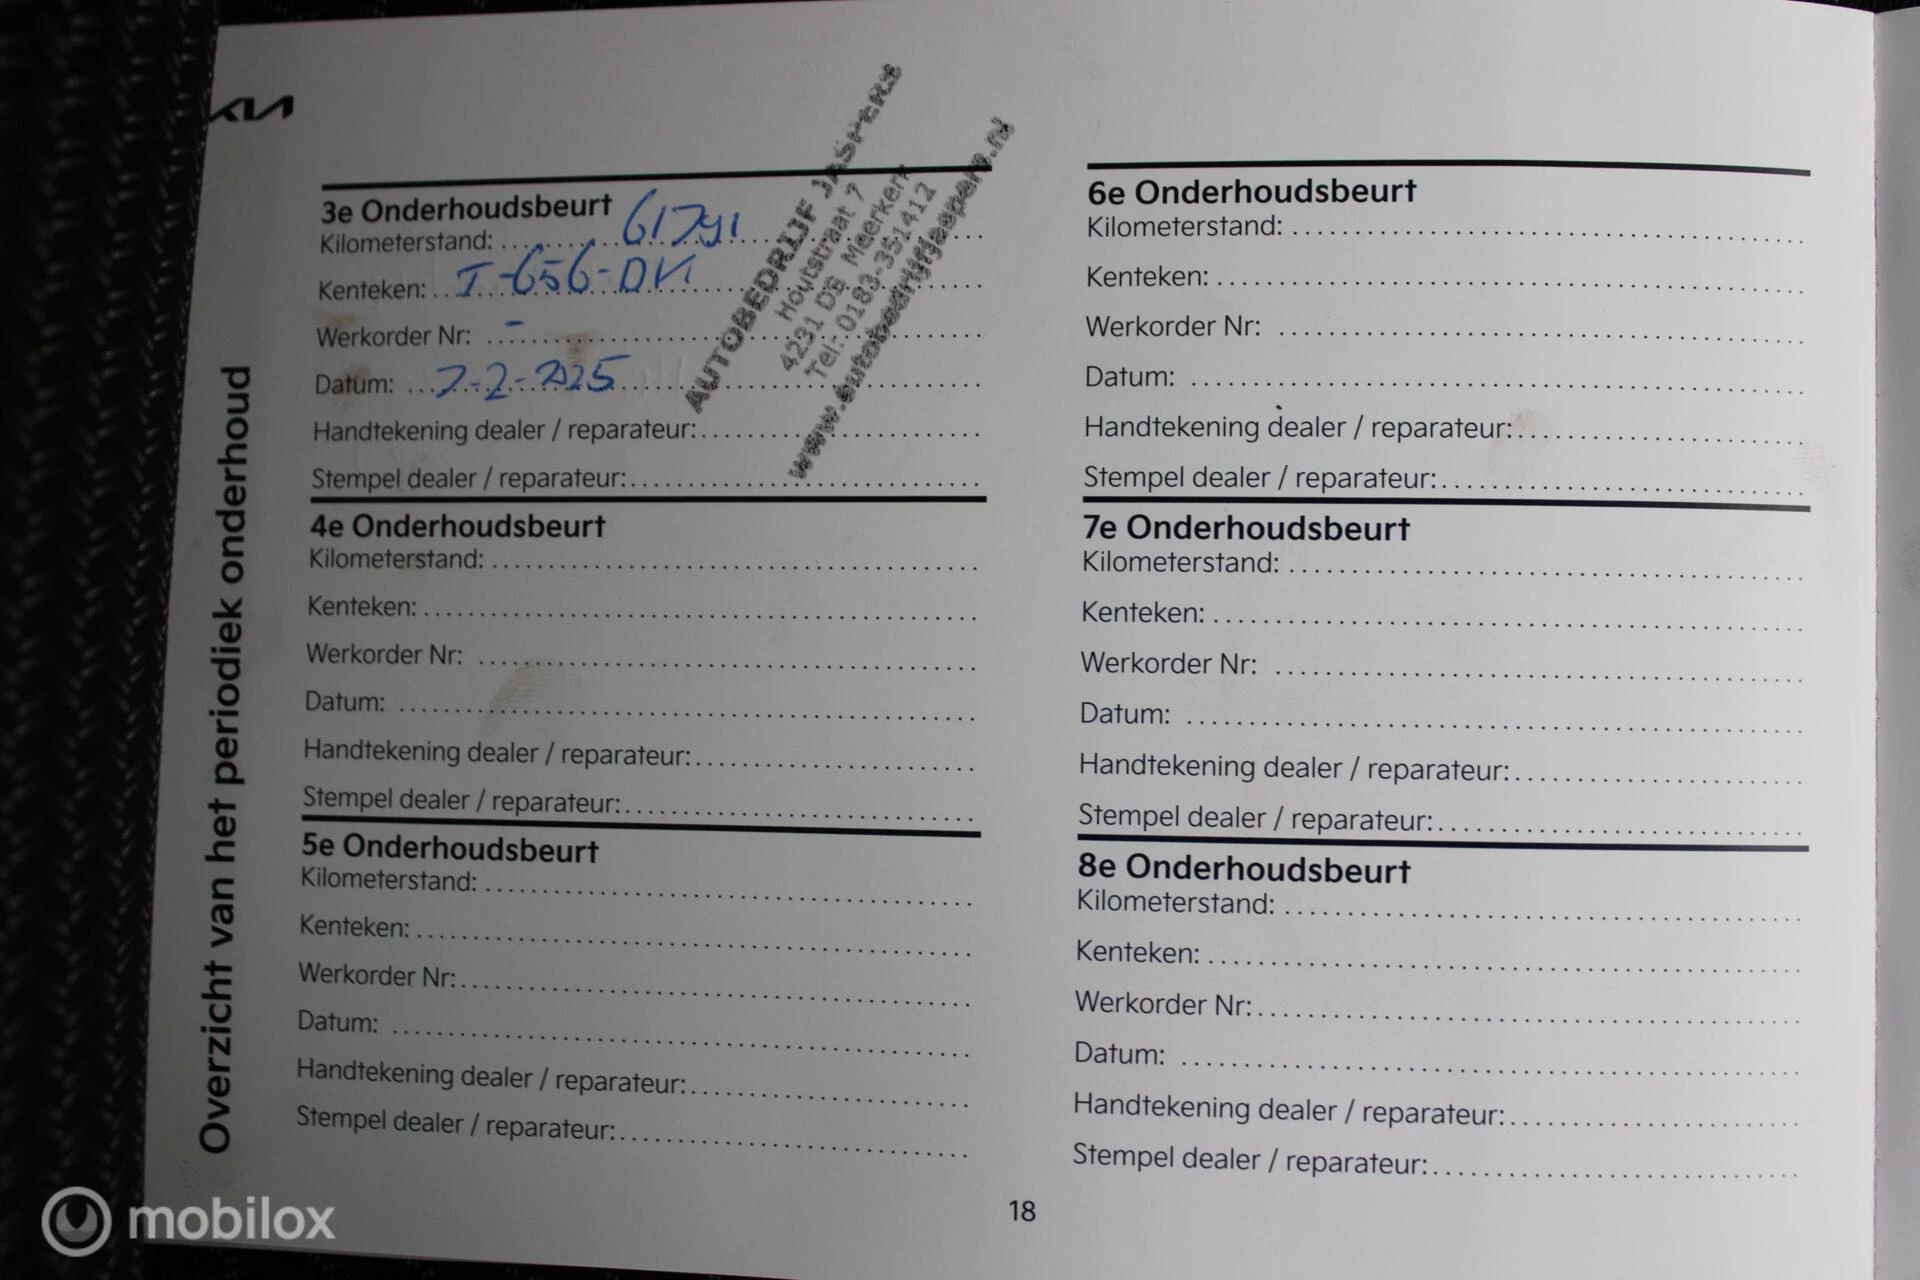 KIA
Overzicht van het periodiek onderhoud
3e Onderhoudsbeurt
Kilometerstand: 61791
Kenteken: T-656-DK
Werkorder Nr: -
Datum: 7-2-2025
Handtekening dealer / reparateur:
Stempel dealer / reparateur:
AUTOBEDRIJF JASPERS
Houtstraat 7
4231 DB Meerkerk
Tel: 0183-351412
www.autobedrijfjaspers.nl
4e Onderhoudsbeurt
Kilometerstand:
Kenteken:
Werkorder Nr:
Datum:
Handtekening dealer / reparateur:
Stempel dealer / reparateur:
5e Onderhoudsbeurt
Kilometerstand:
Kenteken:
Werkorder Nr:
Datum:
Handtekening dealer / reparateur:
Stempel dealer / reparateur:
6e Onderhoudsbeurt
Kilometerstand:
Kenteken:
Werkorder Nr:
Datum:
Handtekening dealer / reparateur:
Stempel dealer / reparateur:
7e Onderhoudsbeurt
Kilometerstand:
Kenteken:
Werkorder Nr:
Datum:
Handtekening dealer / reparateur:
Stempel dealer / reparateur:
8e Onderhoudsbeurt
Kilometerstand:
Kenteken:
Werkorder Nr:
Datum:
Handtekening dealer / reparateur:
Stempel dealer / reparateur:
18
mobilox